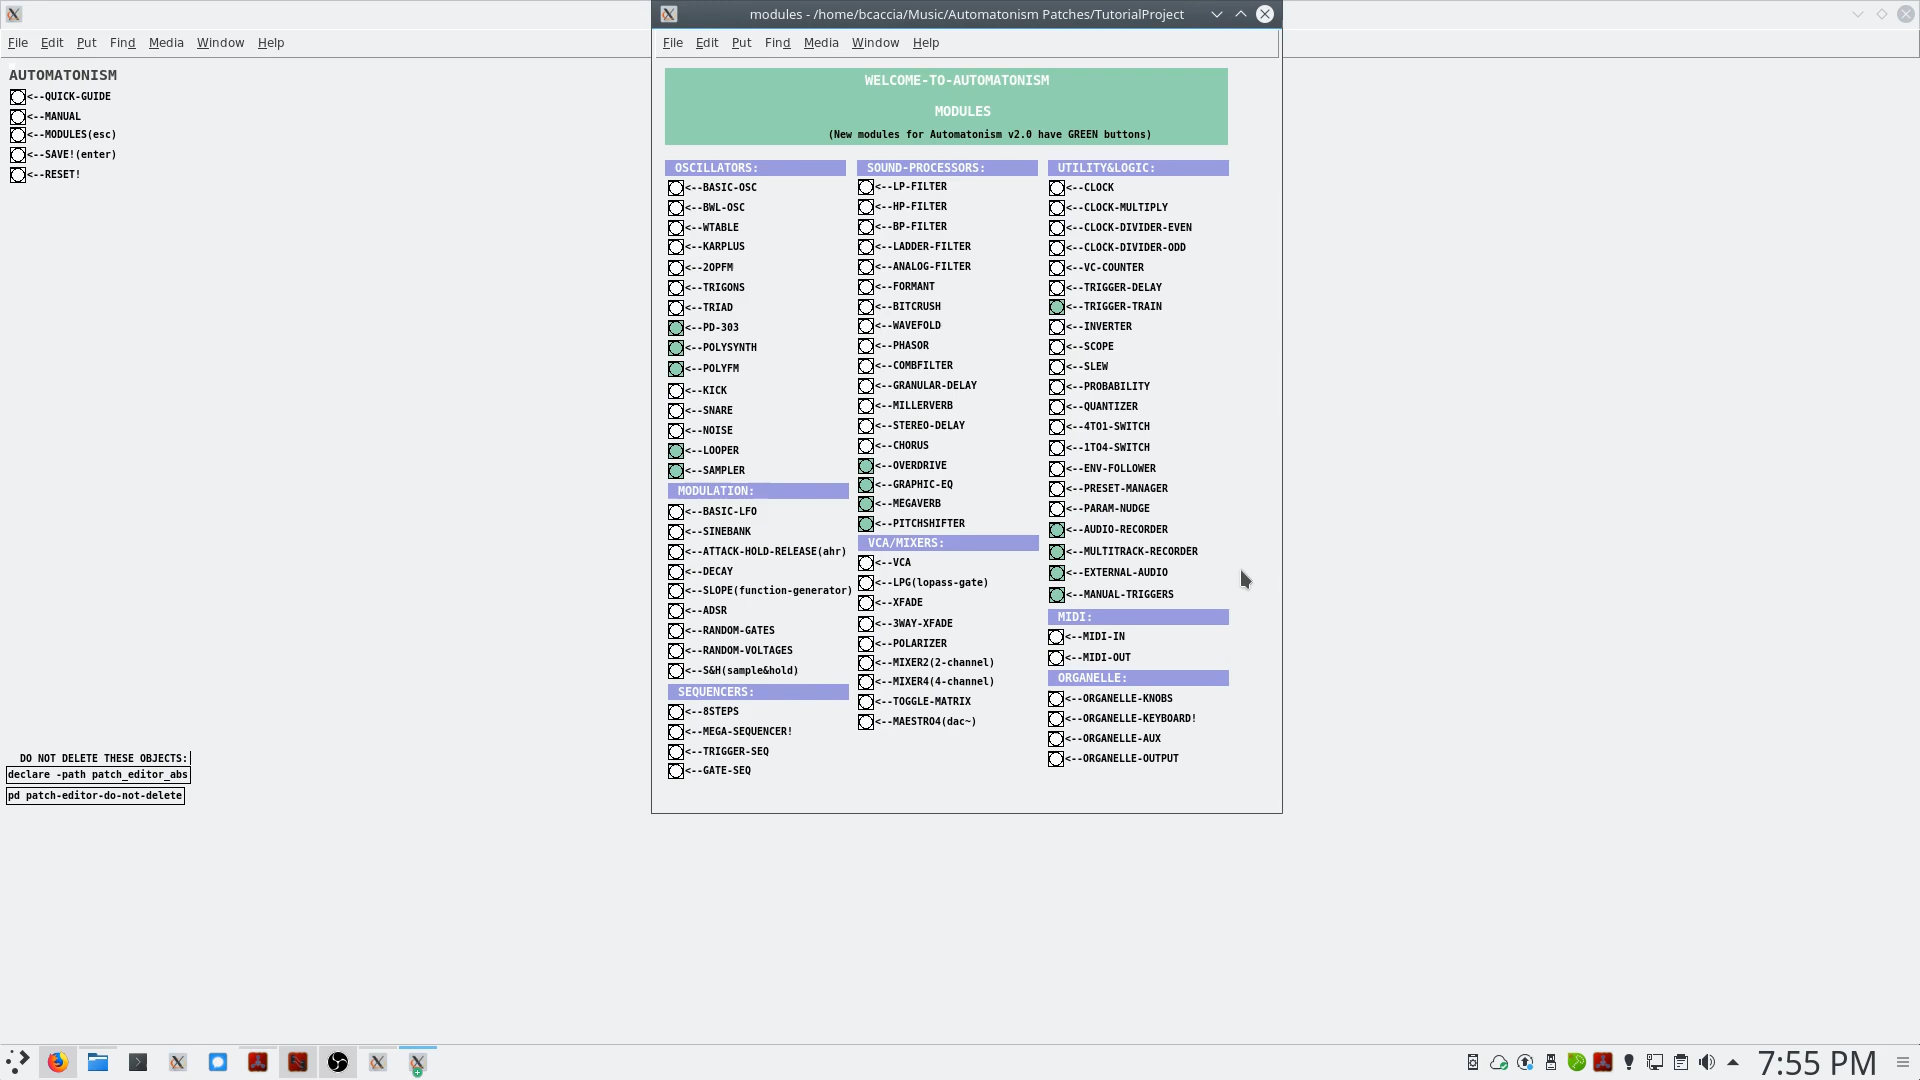 modules - /home/bcaccia/Music/Automatonism Patches/TutorialProject
File Edit Put Find Media Window Help
AUTOMATONISM
<--QUICK-GUIDE
<--MANUAL
<--MODULES(esc)
<--SAVE!(enter)
<--RESET!
DO NOT DELETE THESE OBJECTS:
declare -path patch_editor_abs
pd patch-editor-do-not-delete
File Edit Put Find Media Window Help
WELCOME-TO-AUTOMATONISM
MODULES
(New modules for Automatonism v2.0 have GREEN buttons)
OSCILLATORS:
<--BASIC-OSC
<--BWL-OSC
<--WTABLE
<--KARPLUS
<--2OPFM
<--TRIGONS
<--TRIAD
<--PD-303
<--POLYSYNTH
<--POLYFM
<--KICK
<--SNARE
<--NOISE
<--LOOPER
<--SAMPLER
MODULATION:
<--BASIC-LFO
<--SINEBANK
<--ATTACK-HOLD-RELEASE(ahr)
<--DECAY
<--SLOPE(function-generator)
<--ADSR
<--RANDOM-GATES
<--RANDOM-VOLTAGES
<--S&H(sample&hold)
SEQUENCERS:
<--8STEPS
<--MEGA-SEQUENCER!
<--TRIGGER-SEQ
<--GATE-SEQ
SOUND-PROCESSORS:
<--LP-FILTER
<--HP-FILTER
<--BP-FILTER
<--LADDER-FILTER
<--ANALOG-FILTER
<--FORMANT
<--BITCRUSH
<--WAVEFOLD
<--PHASOR
<--COMBFILTER
<--GRANULAR-DELAY
<--MILLERVERB
<--STEREO-DELAY
<--CHORUS
<--OVERDRIVE
<--GRAPHIC-EQ
<--MEGAVERB
<--PITCHSHIFTER
VCA/MIXERS:
<--VCA
<--LPG(lopass-gate)
<--XFADE
<--3WAY-XFADE
<--POLARIZER
<--MIXER2(2-channel)
<--MIXER4(4-channel)
<--TOGGLE-MATRIX
<--MAESTRO4(dac~)
UTILITY&LOGIC:
<--CLOCK
<--CLOCK-MULTIPLY
<--CLOCK-DIVIDER-EVEN
<--CLOCK-DIVIDER-ODD
<--VC-COUNTER
<--TRIGGER-DELAY
<--TRIGGER-TRAIN
<--INVERTER
<--SCOPE
<--SLEW
<--PROBABILITY
<--QUANTIZER
<--4TO1-SWITCH
<--1TO4-SWITCH
<--ENV-FOLLOWER
<--PRESET-MANAGER
<--PARAM-NUDGE
<--AUDIO-RECORDER
<--MULTITRACK-RECORDER
<--EXTERNAL-AUDIO
<--MANUAL-TRIGGERS
MIDI:
<--MIDI-IN
<--MIDI-OUT
ORGANELLE:
<--ORGANELLE-KNOBS
<--ORGANELLE-KEYBOARD!
<--ORGANELLE-AUX
<--ORGANELLE-OUTPUT
7:55 PM